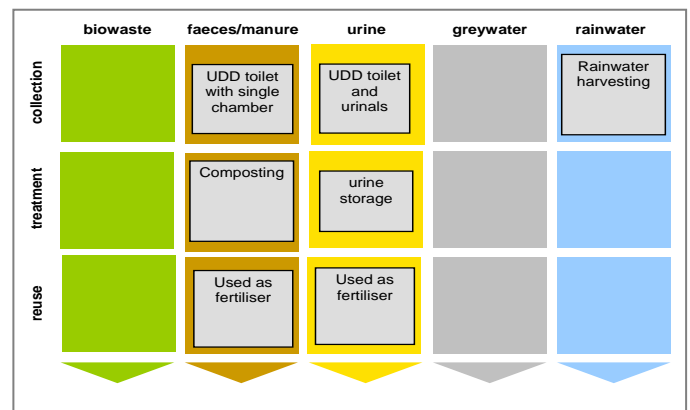 biowaste faeces/manure urine greywater rainwater
collection
UDD toilet
with single
chamber
UDD toilet
and
urinals
Rainwater
harvesting
treatment
Composting
urine
storage
reuse
Used as
fertiliser
Used as
fertiliser